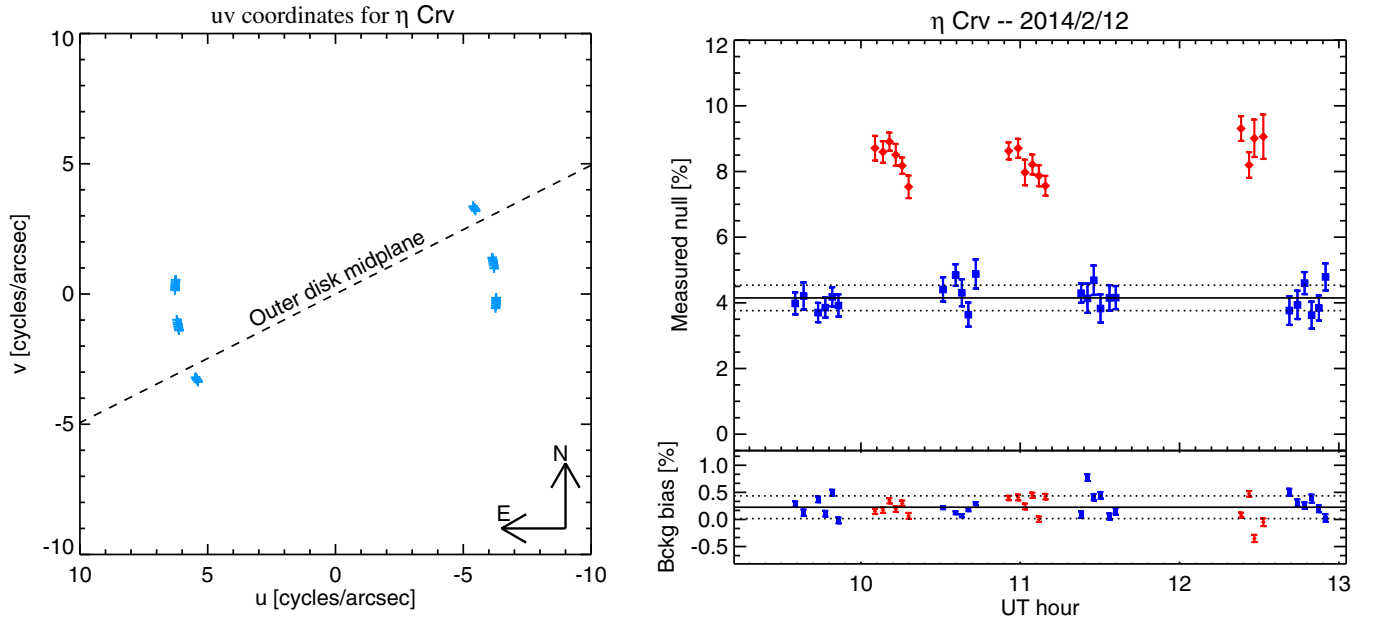 uv coordinates for η Crv
10
5
0
-5
-10
v [cycles/arcsec]
Outer disk midplane
N
E
10
5
0
-5
-10
u [cycles/arcsec]
η Crv -- 2014/2/12
12
10
8
6
4
2
0
Measured null [%]
1.0
0.5
0.0
-0.5
Bckg bias [%]
10
11
12
13
UT hour